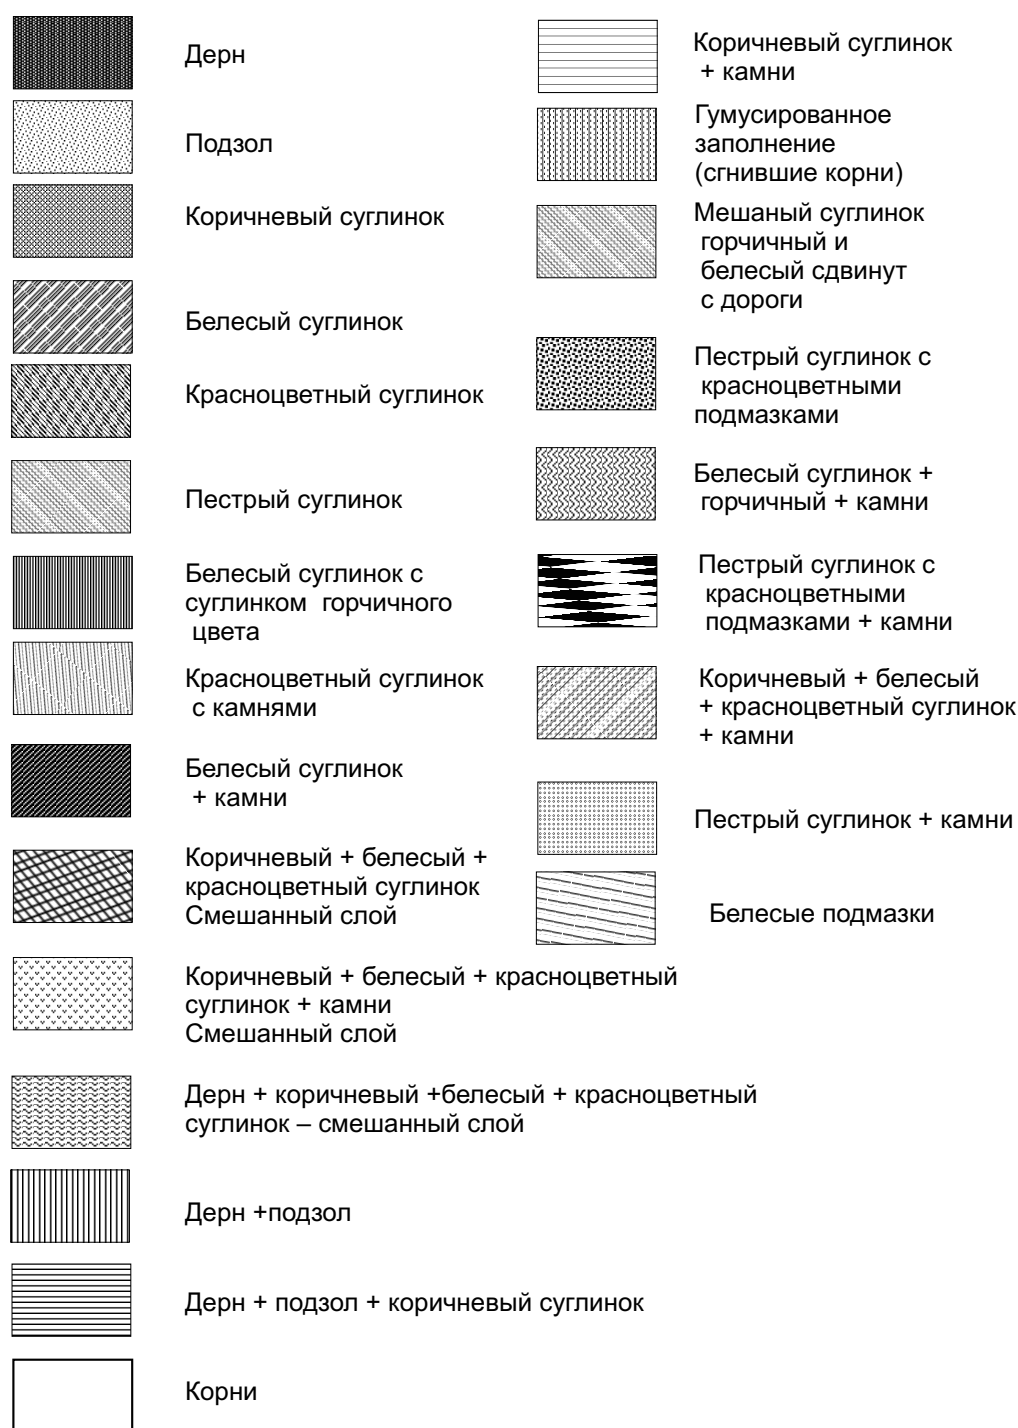 Дерн
Подзол
Коричневый суглинок
Белесый суглинок
Красноцветный суглинок
Пестрый суглинок
Белесый суглинок с
суглинком горчичного
цвета
Красноцветный суглинок
с камнями
Белесый суглинок
+ камни
Коричневый + белесый +
красноцветный суглинок
Смешанный слой
Коричневый + белесый + красноцветный
суглинок + камни
Смешанный слой
Дерн + коричневый +белесый + красноцветный
суглинок – смешанный слой
Дерн +подзол
Дерн + подзол + коричневый суглинок
Корни
Коричневый суглинок
+ камни
Гумусированное
заполнение
(сгнившие корни)
Мешаный суглинок
горчичный и
белесый сдвинут
с дороги
Пестрый суглинок с
красноцветными
подмазками
Белесый суглинок +
горчичный + камни
Пестрый суглинок с
красноцветными
подмазками + камни
Коричневый + белесый
+ красноцветный суглинок
+ камни
Пестрый суглинок + камни
Белесые подмазки